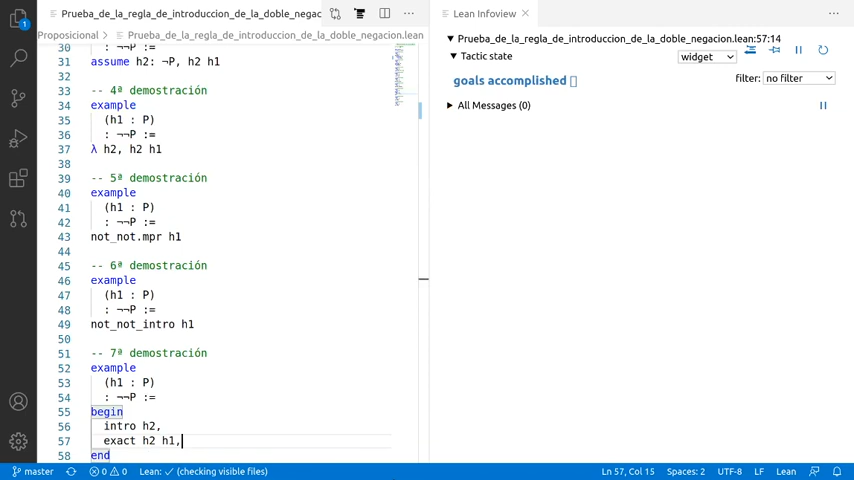 Prueba_de_la_regla_de_introduccion_de_la_doble_negac
Proposicional > Prueba_de_la_regla_de_introduccion_de_la_doble_negacion.lean
30 : ¬¬P :=
31 assume h2: ¬P, h2 h1
32
33 -- 4ª demostración
34 example
35 (h1 : P)
36 : ¬¬P :=
37 λ h2, h2 h1
38
39 -- 5ª demostración
40 example
41 (h1 : P)
42 : ¬¬P :=
43 not_not.mpr h1
44
45 -- 6ª demostración
46 example
47 (h1 : P)
48 : ¬¬P :=
49 not_not_intro h1
50
51 -- 7ª demostración
52 example
53 (h1 : P)
54 : ¬¬P :=
55 begin
56 intro h2,
57 exact h2 h1,
58 end
Lean Infoview
Prueba_de_la_regla_de_introduccion_de_la_doble_negacion.lean:57:14
Tactic state
widget
goals accomplished
filter: no filter
All Messages (0)
1
master
0 0
Lean: ✓ (checking visible files)
Ln 57, Col 15
Spaces: 2
UTF-8
LF
Lean